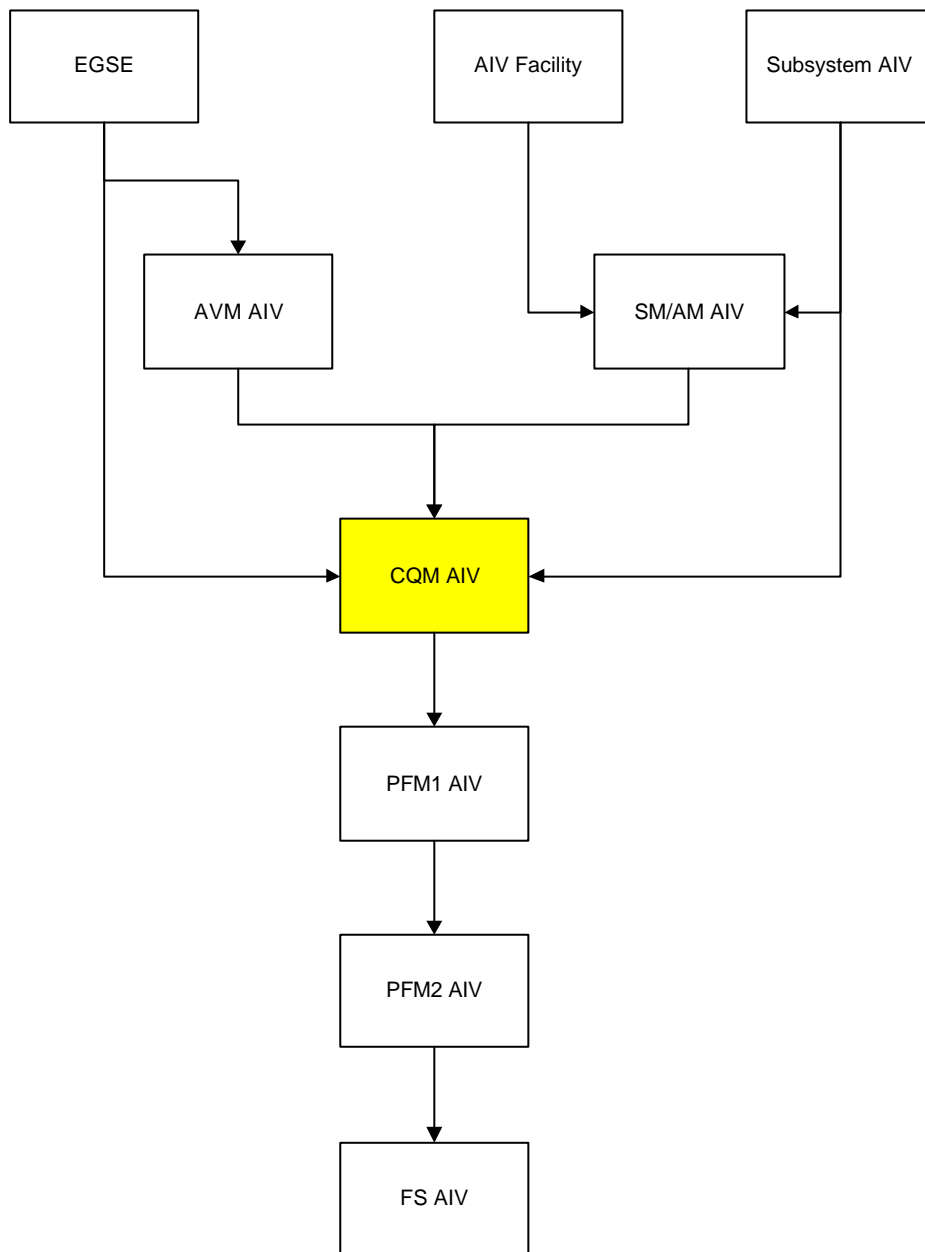 EGSE
AIV Facility
Subsystem AIV
AVM AIV
SM/AM AIV
CQM AIV
PFM1 AIV
PFM2 AIV
FS AIV